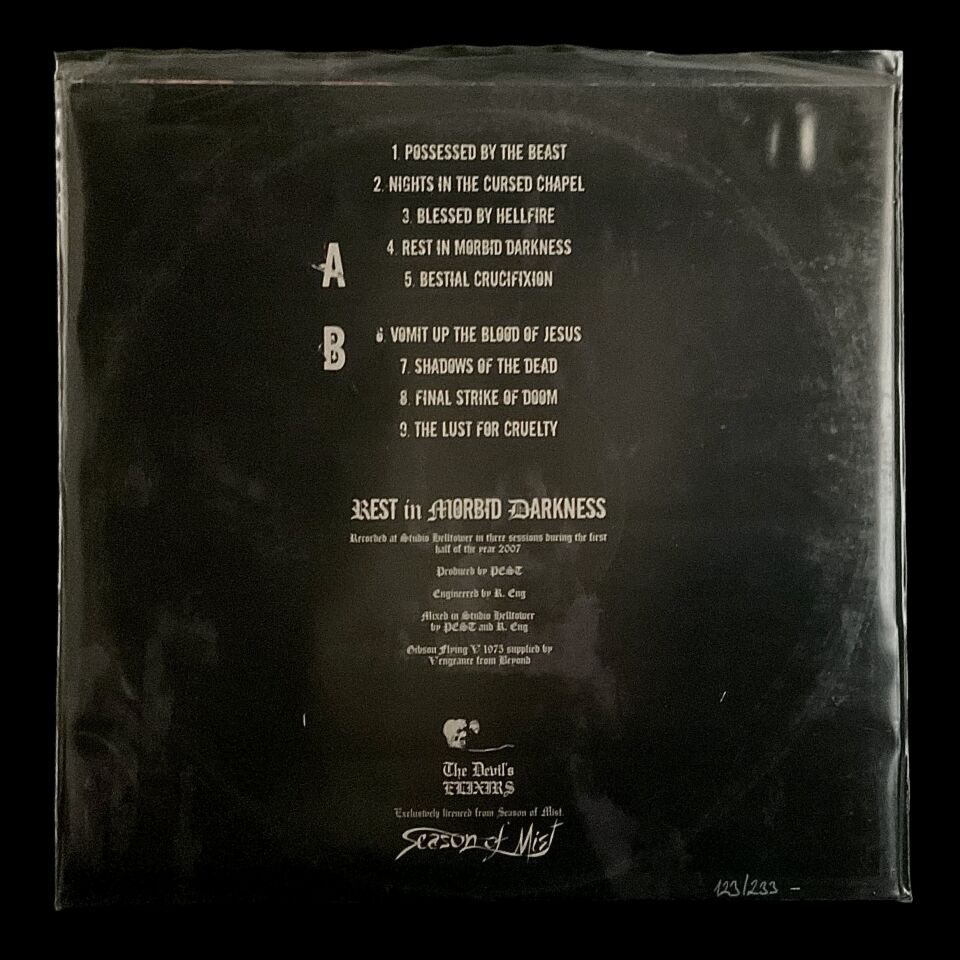 1. POSSESSED BY THE BEAST
2. NIGHTS IN THE CURSED CHAPEL
3. BLESSED BY HELLFIRE
4. REST IN MORBID DARKNESS
5. BESTIAL CRUCIFIXION
A
6. VOMIT UP THE BLOOD OF JESUS
B
7. SHADOWS OF THE DEAD
8. FINAL STRIKE OF DOOM
9. THE LUST FOR CRUELTY
REST in MORBID DARKNESS
Recorded at Studio Helltower in three sessions during the first
half of the year 2007
Produced by PEST
Engineered by R. Eng
Mixed in Studio Helltower
by PEST and R. Eng
Gibson Flying V 1973 supplied by
Vengeance from Beyond
The Devil's
ELIXIRS
Exclusively licenced from Season of Mist.
Season of Mist
123/233 –